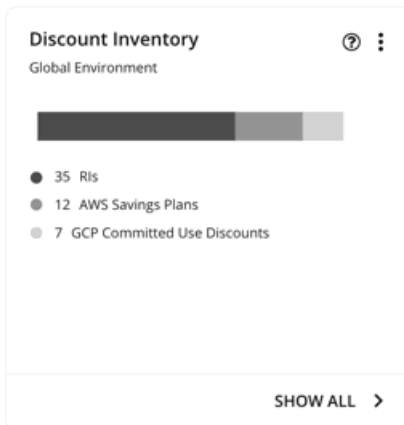 Discount Inventory
Global Environment
35 RIs
12 AWS Savings Plans
7 GCP Committed Use Discounts
SHOW ALL